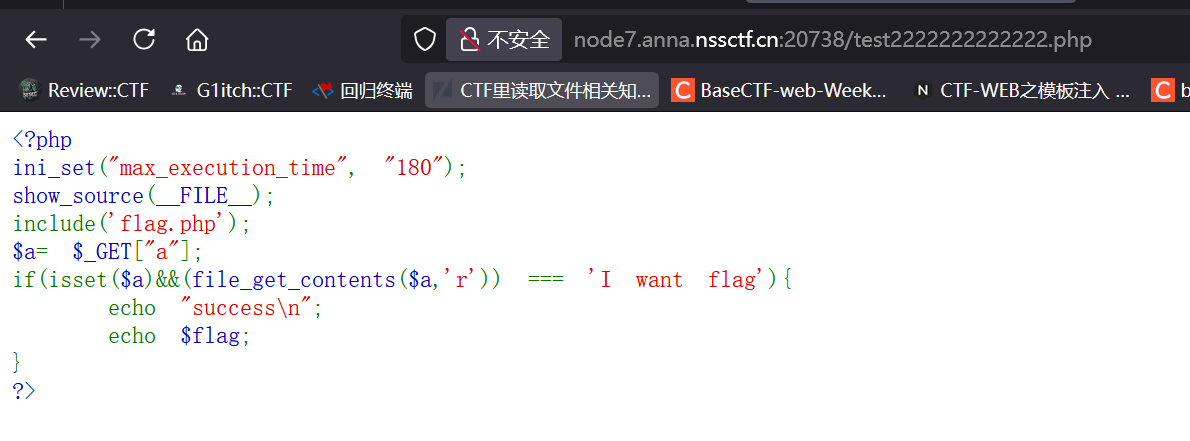 不安全 node7.anna.nssctf.cn:20738/test2222222222222.php
Review::CTF G1itch::CTF 回归终端 CTF里读取文件相关知... BaseCTF-web-Week... CTF-WEB之模板注入 ... b
<?php
ini_set("max_execution_time", "180");
show_source(__FILE__);
include('flag.php');
$a= $_GET["a"];
if(isset($a)&&(file_get_contents($a,'r')) === 'I want flag'){
echo "success\n";
echo $flag;
}
?>